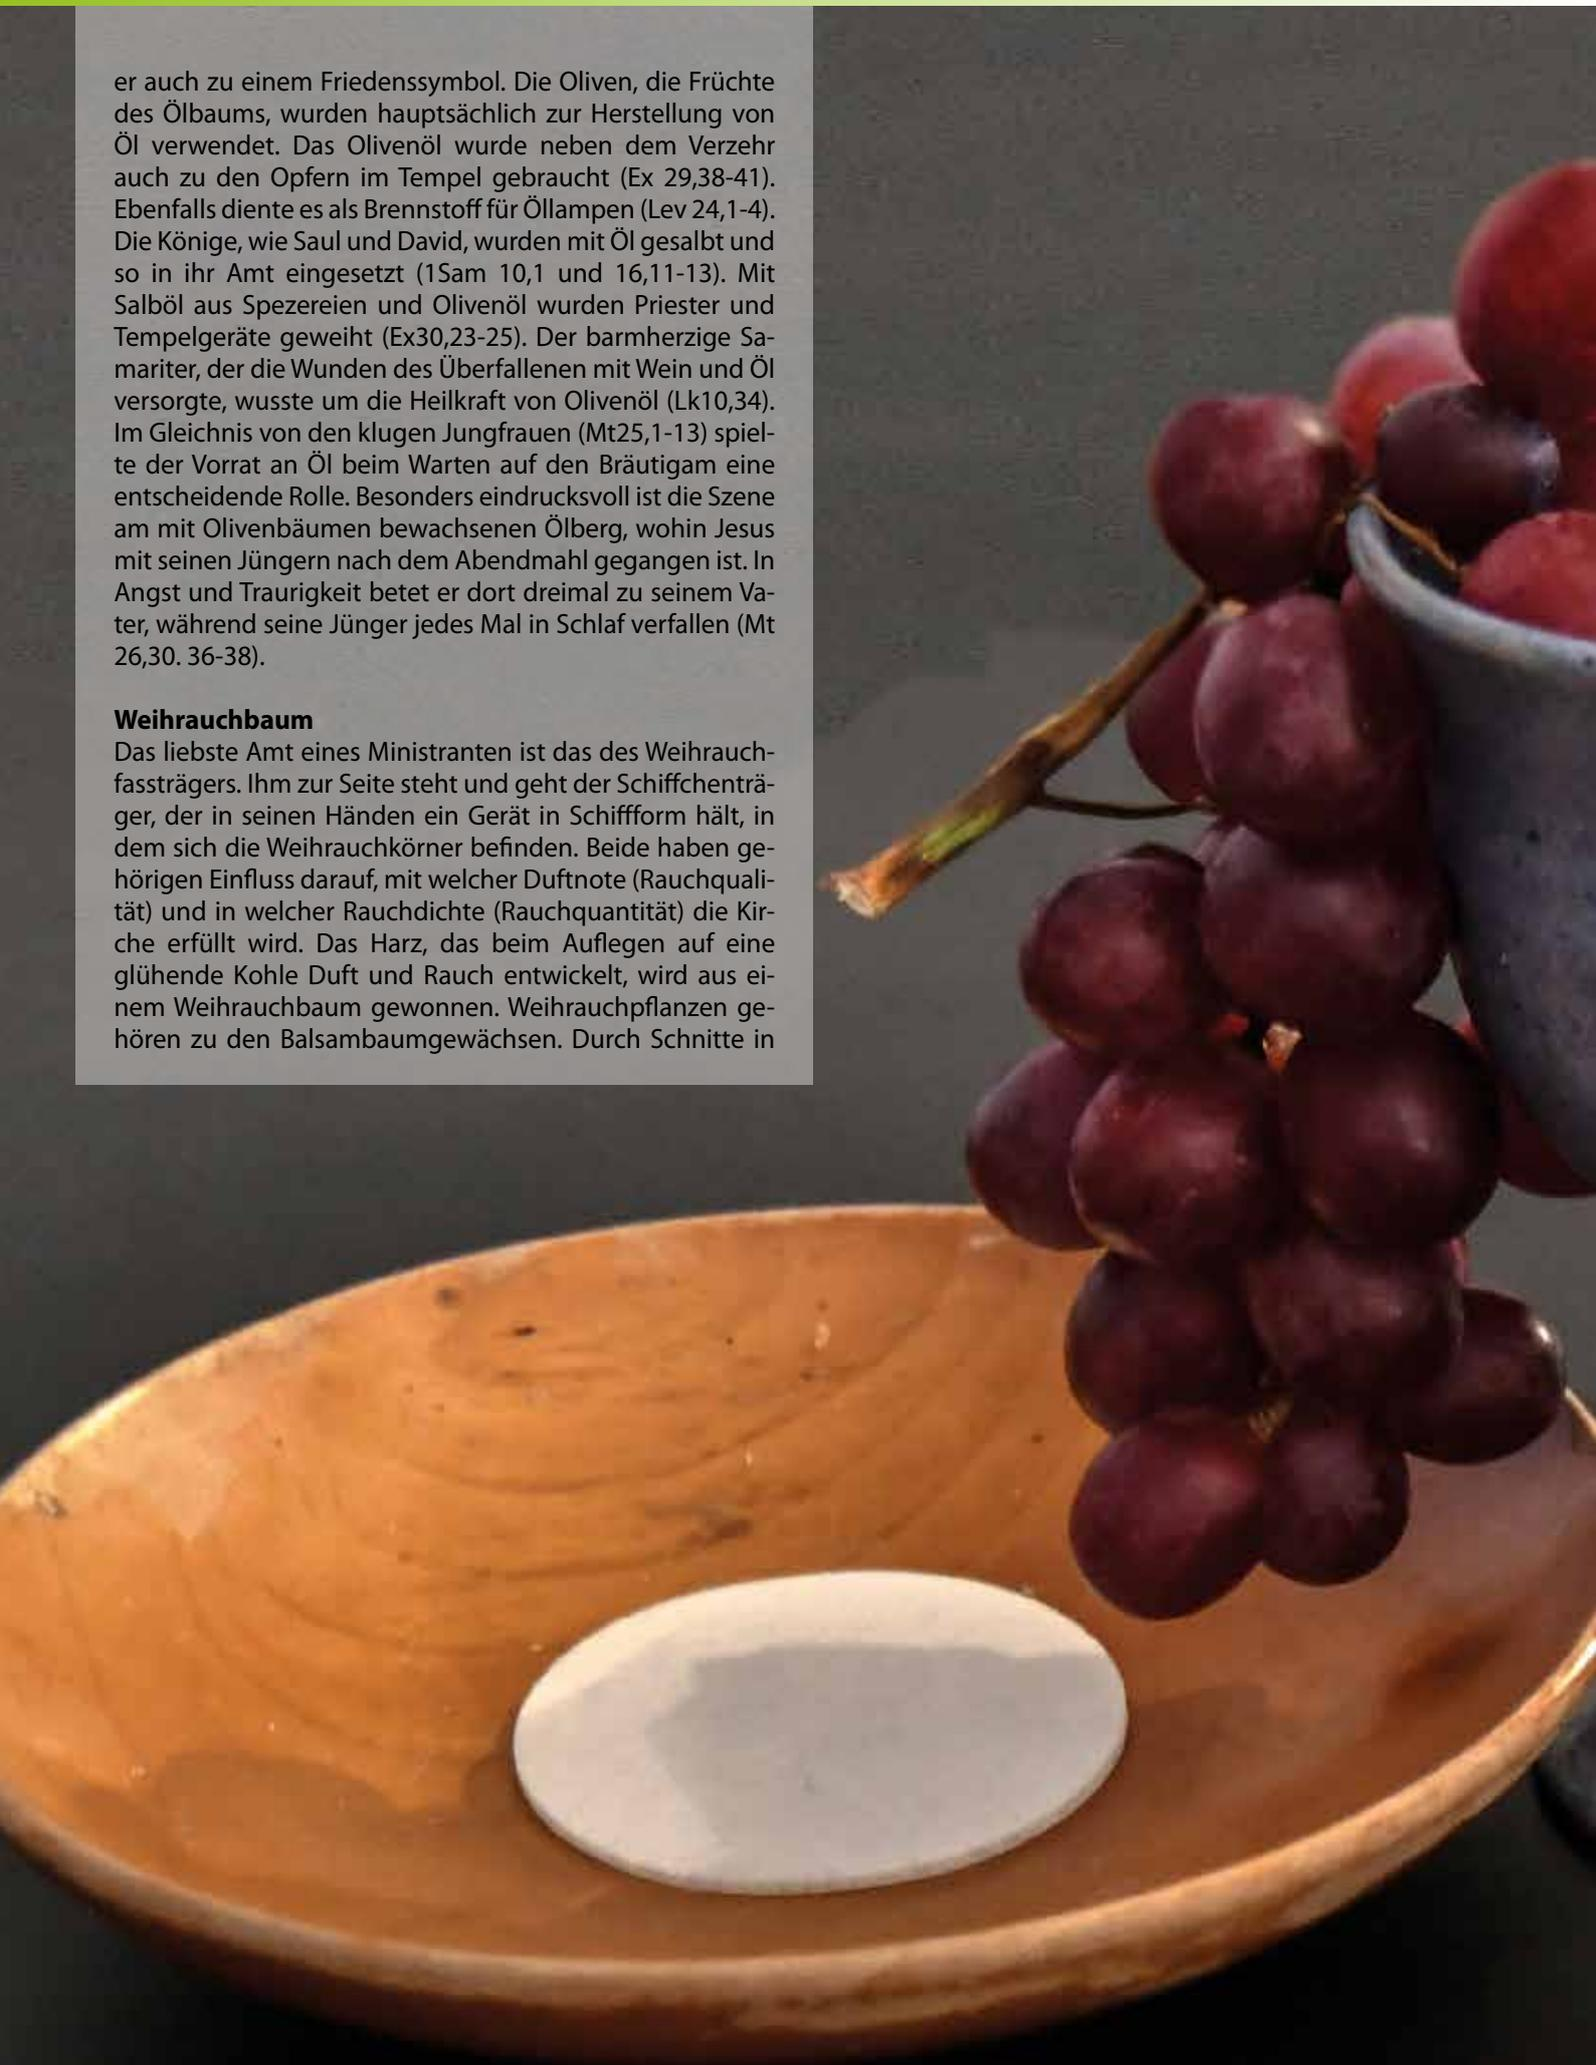 er auch zu einem Friedenssymbol. Die Oliven, die Früchte
des Ölbaums, wurden hauptsächlich zur Herstellung von
Öl verwendet. Das Olivenöl wurde neben dem Verzehr
auch zu den Opfern im Tempel gebraucht (Ex 29,38-41).
Ebenfalls diente es als Brennstoff für Öllampen (Lev 24,1-4).
Die Könige, wie Saul und David, wurden mit Öl gesalbt und
so in ihr Amt eingesetzt (1Sam 10,1 und 16,11-13). Mit
Salböl aus Spezereien und Olivenöl wurden Priester und
Tempelgeräte geweiht (Ex30,23-25). Der barmherzige Sa-
mariter, der die Wunden des Überfallenen mit Wein und Öl
versorgte, wusste um die Heilkraft von Olivenöl (Lk10,34).
Im Gleichnis von den klugen Jungfrauen (Mt25,1-13) spiel-
te der Vorrat an Öl beim Warten auf den Bräutigam eine
entscheidende Rolle. Besonders eindrucksvoll ist die Szene
am mit Olivenbäumen bewachsenen Ölberg, wohin Jesus
mit seinen Jüngern nach dem Abendmahl gegangen ist. In
Angst und Traurigkeit betet er dort dreimal zu seinem Va-
ter, während seine Jünger jedes Mal in Schlaf verfallen (Mt
26,30. 36-38).
Weihrauchbaum
Das liebste Amt eines Ministranten ist das des Weihrauch-
fassträgers. Ihm zur Seite steht und geht der Schiffchenträ-
ger, der in seinen Händen ein Gerät in Schiffform hält, in
dem sich die Weihrauchkörner befinden. Beide haben ge-
hörigen Einfluss darauf, mit welcher Duftnote (Rauchquali-
tät) und in welcher Rauchdichte (Rauchquantität) die Kir-
che erfüllt wird. Das Harz, das beim Auflegen auf eine
glühende Kohle Duft und Rauch entwickelt, wird aus ei-
nem Weihrauchbaum gewonnen. Weihrauchpflanzen ge-
hören zu den Balsambaumgewächsen. Durch Schnitte in